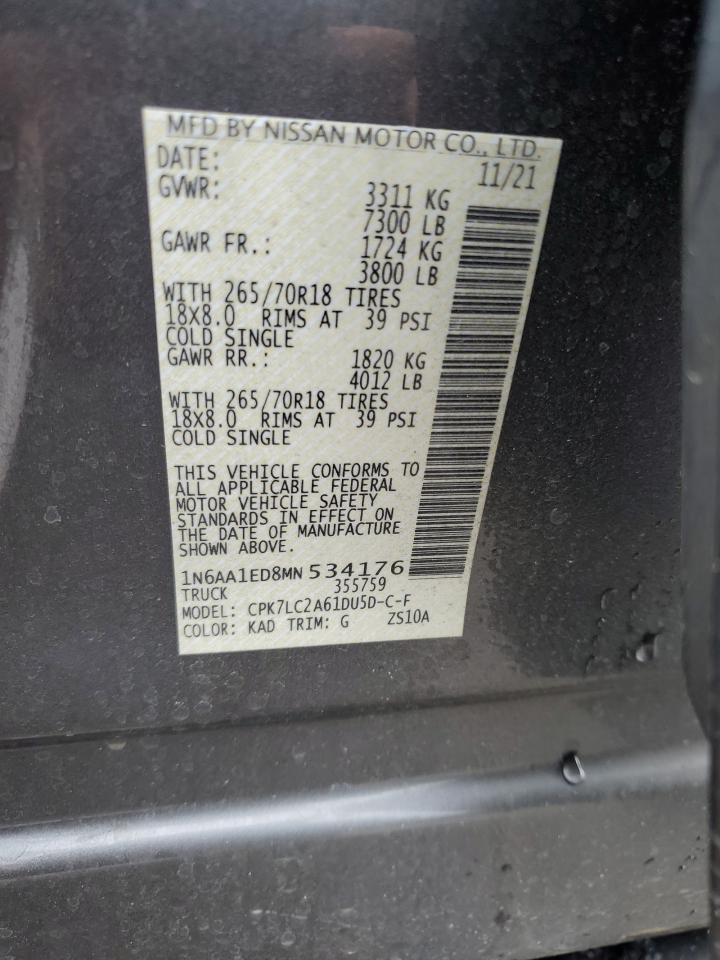 MFD BY NISSAN MOTOR CO., LTD.
DATE: 11/21
GVWR: 3311 KG
7300 LB
GAWR FR.: 1724 KG
3800 LB
WITH 265/70R18 TIRES
18X8.0 RIMS AT 39 PSI
COLD SINGLE
GAWR RR.: 1820 KG
4012 LB
WITH 265/70R18 TIRES
18X8.0 RIMS AT 39 PSI
COLD SINGLE
THIS VEHICLE CONFORMS TO
ALL APPLICABLE FEDERAL
MOTOR VEHICLE SAFETY
STANDARDS IN EFFECT ON
THE DATE OF MANUFACTURE
SHOWN ABOVE.
1N6AA1ED8MN534176
TRUCK 355759
MODEL: CPK7LC2A61DU5D-C-F
COLOR: KAD TRIM: G ZS10A